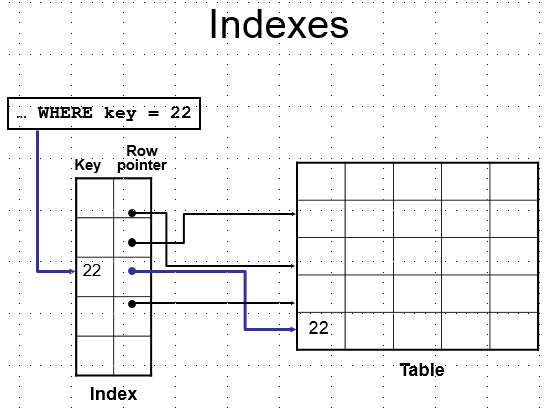 Indexes
... WHERE key = 22
Row
Key pointer
22
22
Table
Index